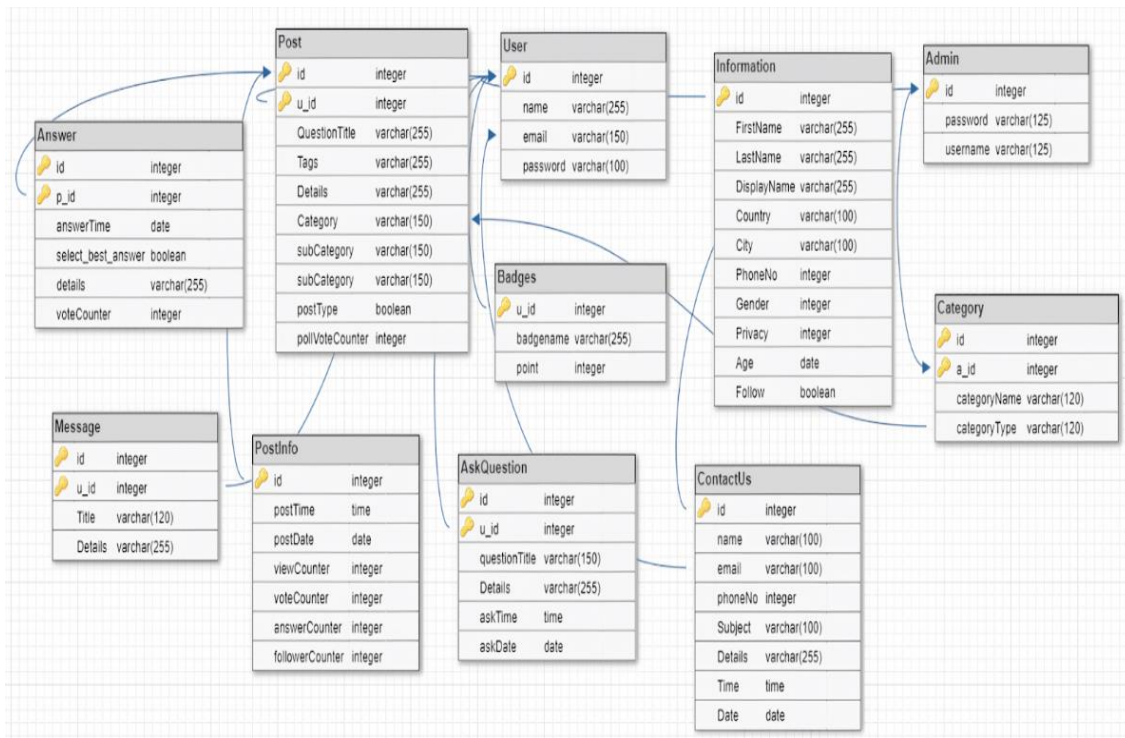 Post
id integer
u_id integer
QuestionTitle varchar(255)
Tags varchar(255)
Details varchar(255)
Category varchar(150)
subCategory varchar(150)
subCategory varchar(150)
postType boolean
pollVoteCounter integer
User
id integer
name varchar(255)
email varchar(150)
password varchar(100)
Information
id integer
FirstName varchar(255)
LastName varchar(255)
DisplayName varchar(255)
Country varchar(100)
City varchar(100)
PhoneNo integer
Gender integer
Privacy integer
Age date
Follow boolean
Admin
id integer
password varchar(125)
username varchar(125)
Answer
id integer
p_id integer
answerTime date
select_best_answer boolean
details varchar(255)
voteCounter integer
Badges
u_id integer
badgename varchar(255)
point integer
Category
id integer
a_id integer
categoryName varchar(120)
categoryType varchar(120)
Message
id integer
u_id integer
Title varchar(120)
Details varchar(255)
PostInfo
id integer
postTime time
postDate date
viewCounter integer
voteCounter integer
answerCounter integer
followerCounter integer
AskQuestion
id integer
u_id integer
questionTitle varchar(150)
Details varchar(255)
askTime time
askDate date
ContactUs
id integer
name varchar(100)
email varchar(100)
phoneNo integer
Subject varchar(100)
Details varchar(255)
Time time
Date date